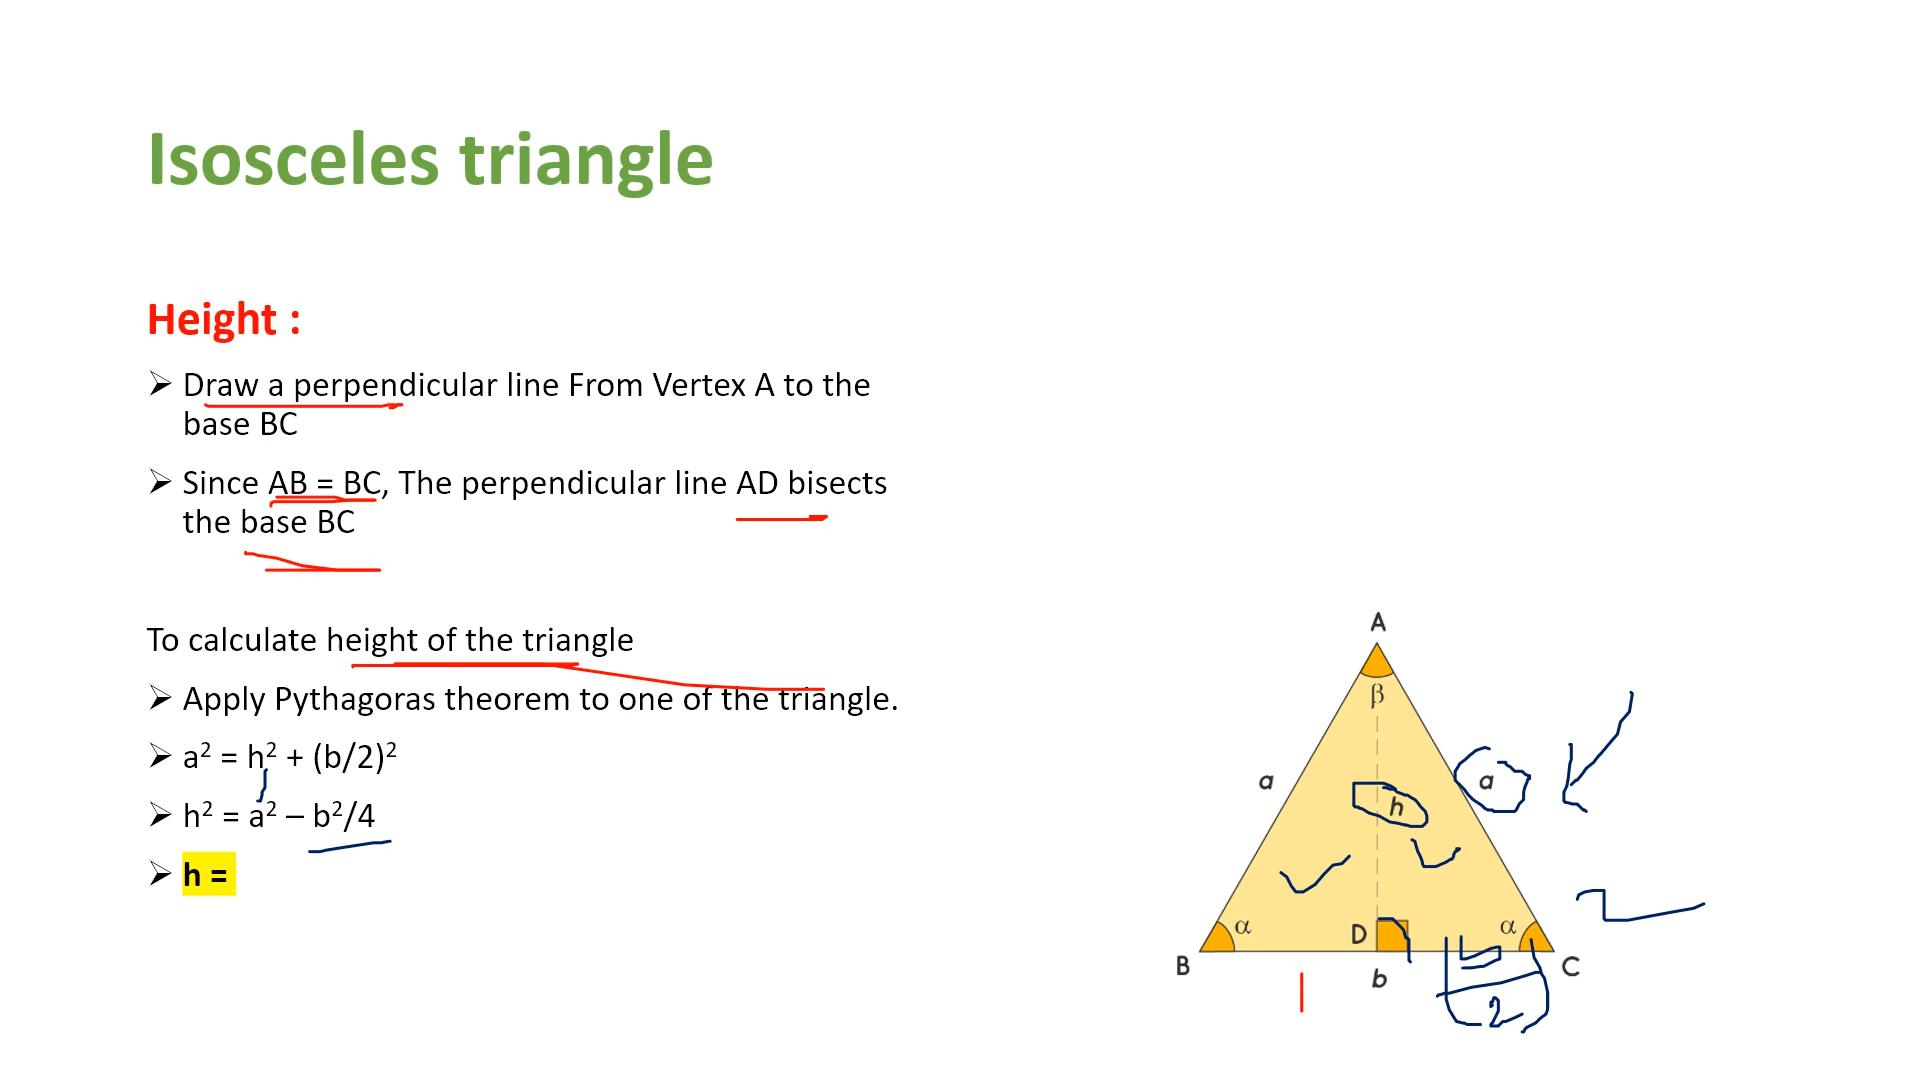 Isosceles triangle
Height :
➢ Draw a perpendicular line From Vertex A to the
base BC
➢ Since AB = BC, The perpendicular line AD bisects
the base BC
To calculate height of the triangle
➢ Apply Pythagoras theorem to one of the triangle.
➢ a² = h² + (b/2)²
➢ h² = a² – b²/4
➢ h =
A
β
a
a
h
α
D
α
B
b
C
2